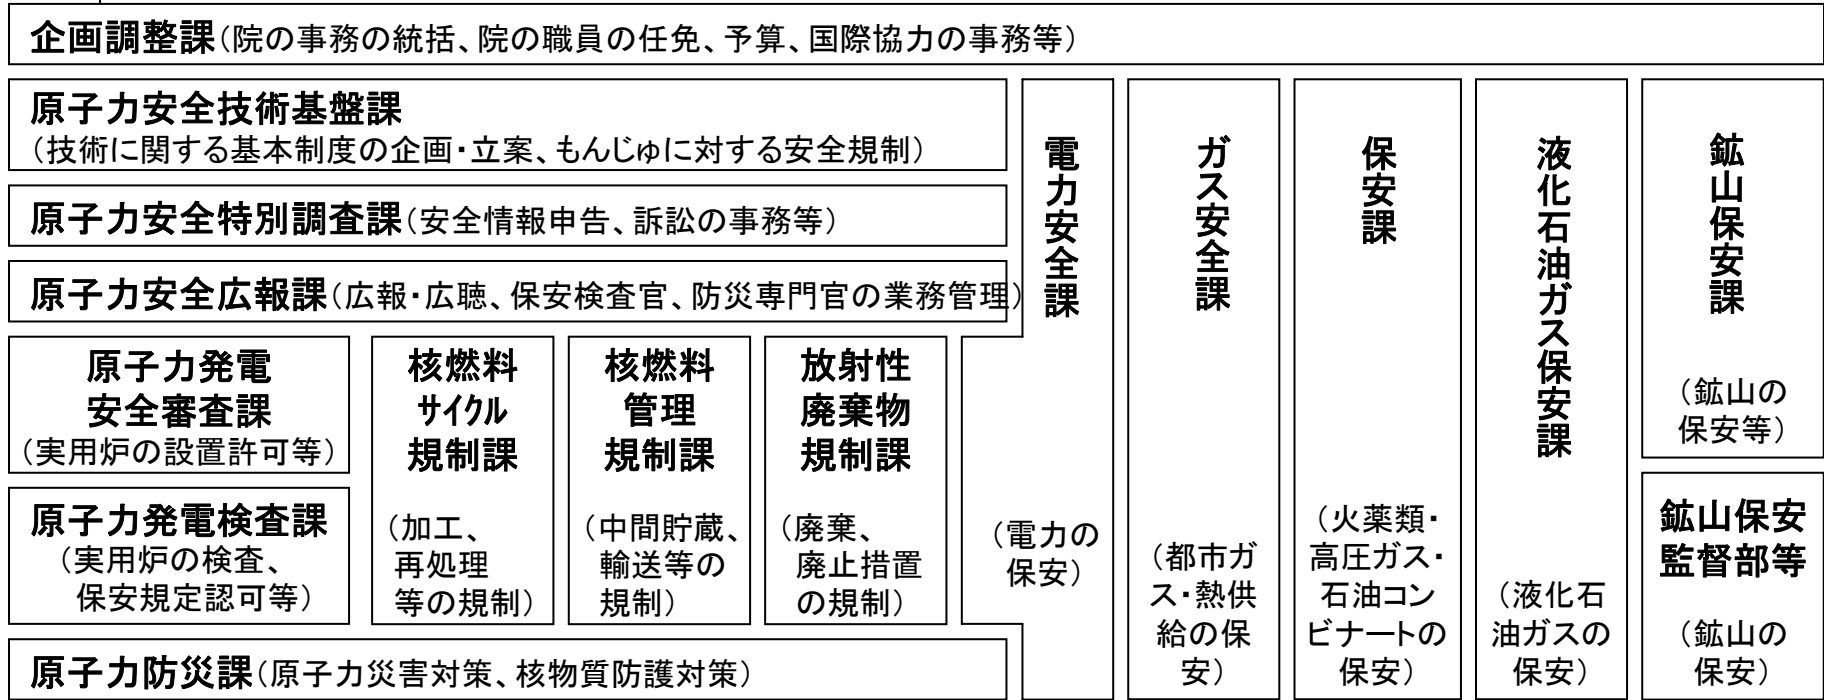 企画調整課（院の事務の統括、院の職員の任免、予算、国際協力の事務等）
原子力安全技術基盤課
（技術に関する基本制度の企画・立案、もんじゅに対する安全規制）
原子力安全特別調査課（安全情報申告、訴訟の事務等）
原子力安全広報課（広報・広聴、保安検査官、防災専門官の業務管理）
原子力発電
安全審査課
（実用炉の設置許可等）
原子力発電検査課
（実用炉の検査、
保安規定認可等）
核燃料
サイクル
規制課
（加工、
再処理
等の規制）
核燃料
管理
規制課
（中間貯蔵、
輸送等の
規制）
放射性
廃棄物
規制課
（廃棄、
廃止措置
の規制）
原子力防災課（原子力災害対策、核物質防護対策）
電力安全課
（電力の
保安）
ガス安全課
（都市ガ
ス・熱供
給の保
安）
保安課
（火薬類・
高圧ガス・
石油コン
ビナートの
保安）
液化石油ガス保安課
（液化石
油ガスの
保安）
鉱山保安課
（鉱山の
保安等）
鉱山保安
監督部等
（鉱山の
保安）